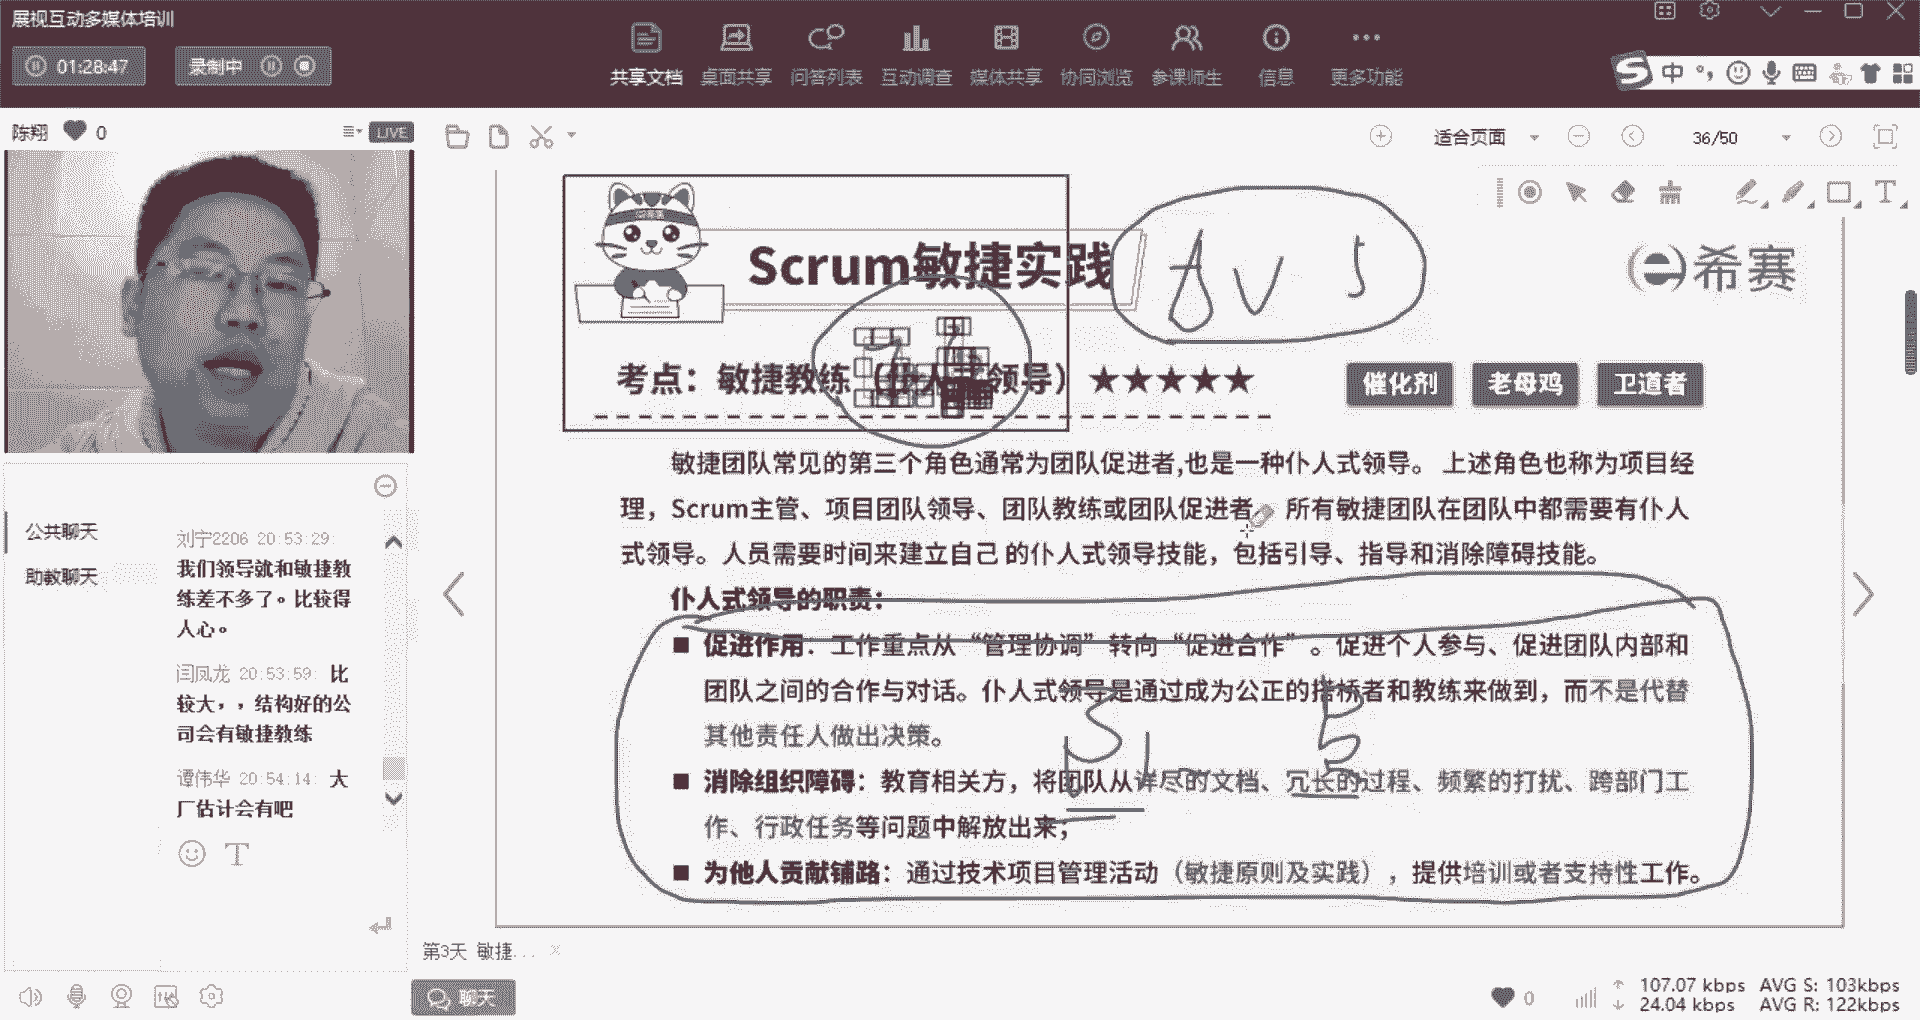 展视互动多媒体培训
01:28:47
录制中
共享文档 桌面共享 问答列表 互动调查 媒体共享 协同浏览 参课师生 信息 更多功能
中
陈翔 0
LIVE
适合页面
36/50
Scrum敏捷实践
A V S
希赛
考点：敏捷教练（仆人式领导）★★★★★
催化剂 老母鸡 卫道者
敏捷团队常见的第三个角色通常为团队促进者,也是一种仆人式领导。 上述角色也称为项目经
理，Scrum主管、项目团队领导、团队教练或团队促进者。 所有敏捷团队在团队中都需要有仆人
式领导。人员需要时间来建立自己 的仆人式领导技能，包括引导、指导和消除障碍技能。
仆人式领导的职责：
■ 促进作用：工作重点从“管理协调”转向“促进合作”。促进个人参与、促进团队内部和
团队之间的合作与对话。仆人式领导是通过成为公正的搭桥者和教练来做到，而不是代替
其他责任人做出决策。
■ 消除组织障碍：教育相关方，将团队从详尽的文档、冗长的过程、频繁的打扰、跨部门工
作、行政任务等问题中解放出来；
■ 为他人贡献铺路：通过技术项目管理活动（敏捷原则及实践），提供培训或者支持性工作。
公共聊天
助教聊天
刘宁2206 20:53:29:
我们领导就和敏捷教
练差不多了。比较得
人心。
闫凤龙 20:53:59: 比
较大，，结构好的公
司会有敏捷教练
谭伟华 20:54:14: 大
厂估计会有吧
第3天 敏捷...
聊天
0
107.07 kbps AVG S: 103kbps
24.04 kbps AVG R: 122kbps